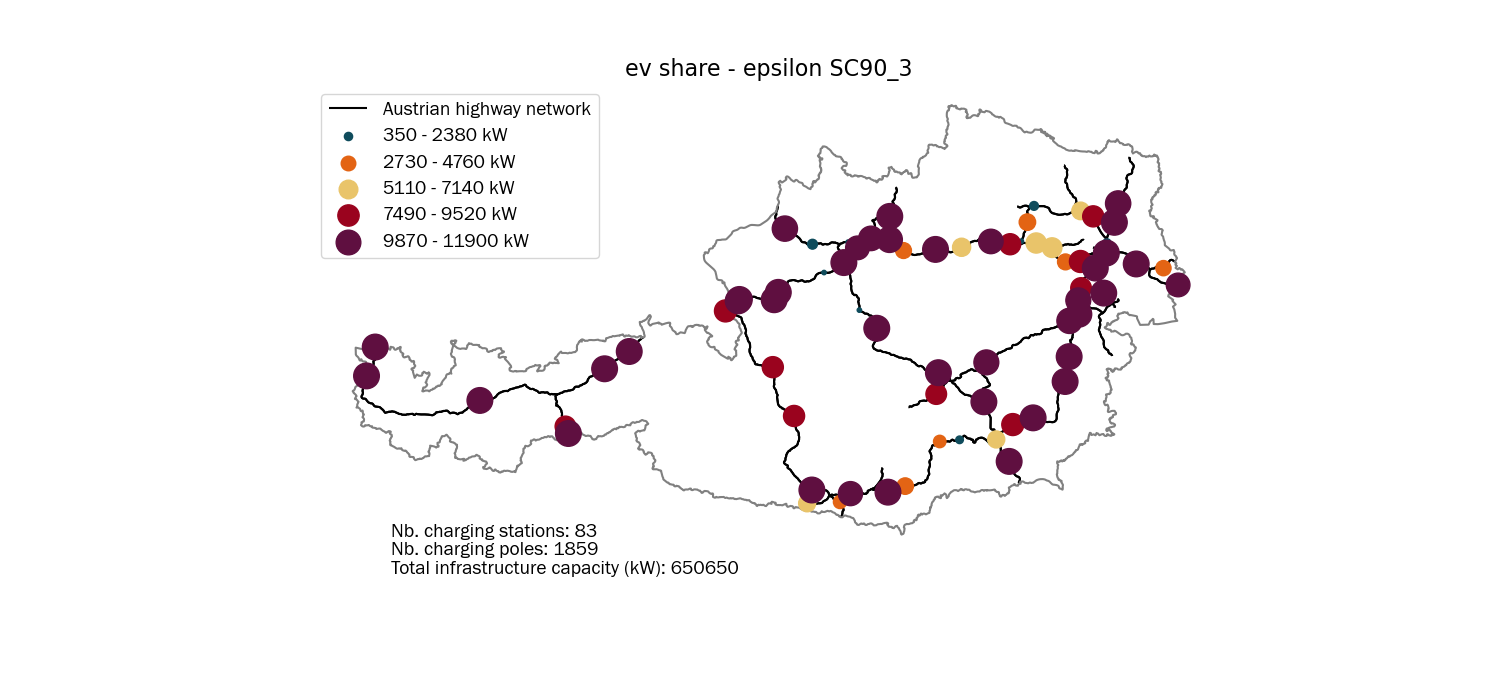 ev share - epsilon SC90_3
Austrian highway network
350 - 2380 kW
2730 - 4760 kW
5110 - 7140 kW
7490 - 9520 kW
9870 - 11900 kW
Nb. charging stations: 83
Nb. charging poles: 1859
Total infrastructure capacity (kW): 650650